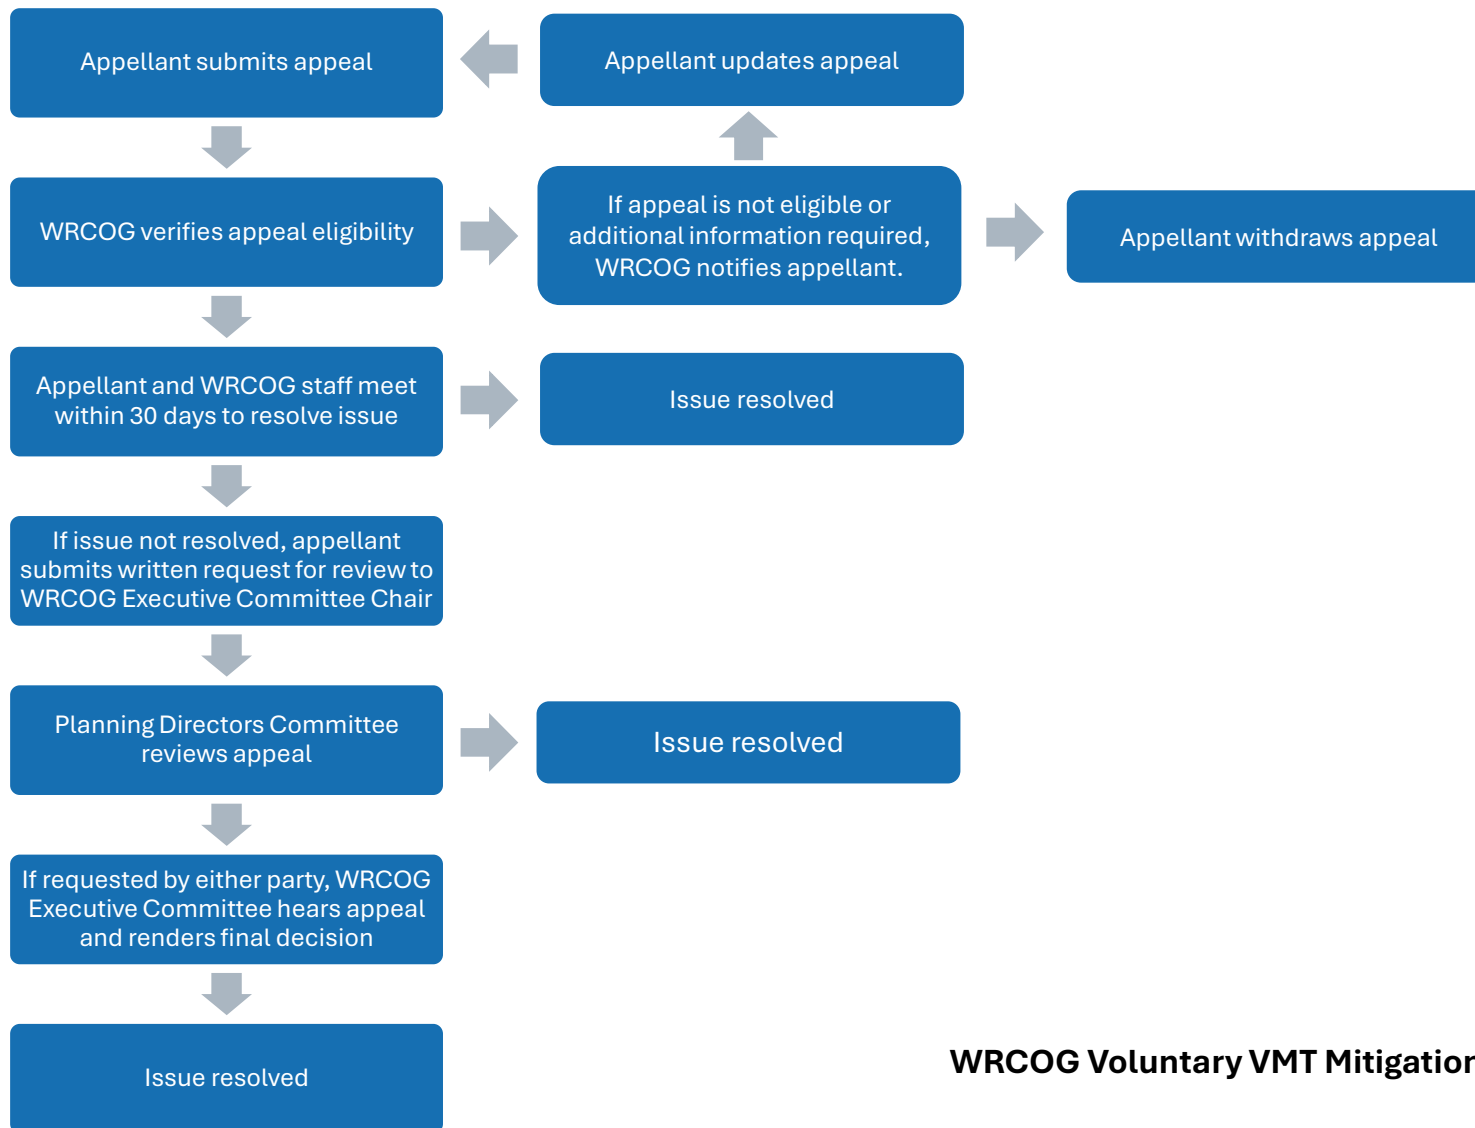 Appellant submits appeal
Appellant updates appeal
WRCOG verifies appeal eligibility
If appeal is not eligible or
additional information required,
WRCOG notifies appellant.
Appellant withdraws appeal
Appellant and WRCOG staff meet
within 30 days to resolve issue
Issue resolved
If issue not resolved, appellant
submits written request for review to
WRCOG Executive Committee Chair
Planning Directors Committee
reviews appeal
Issue resolved
If requested by either party, WRCOG
Executive Committee hears appeal
and renders final decision
Issue resolved
WRCOG Voluntary VMT Mitigation